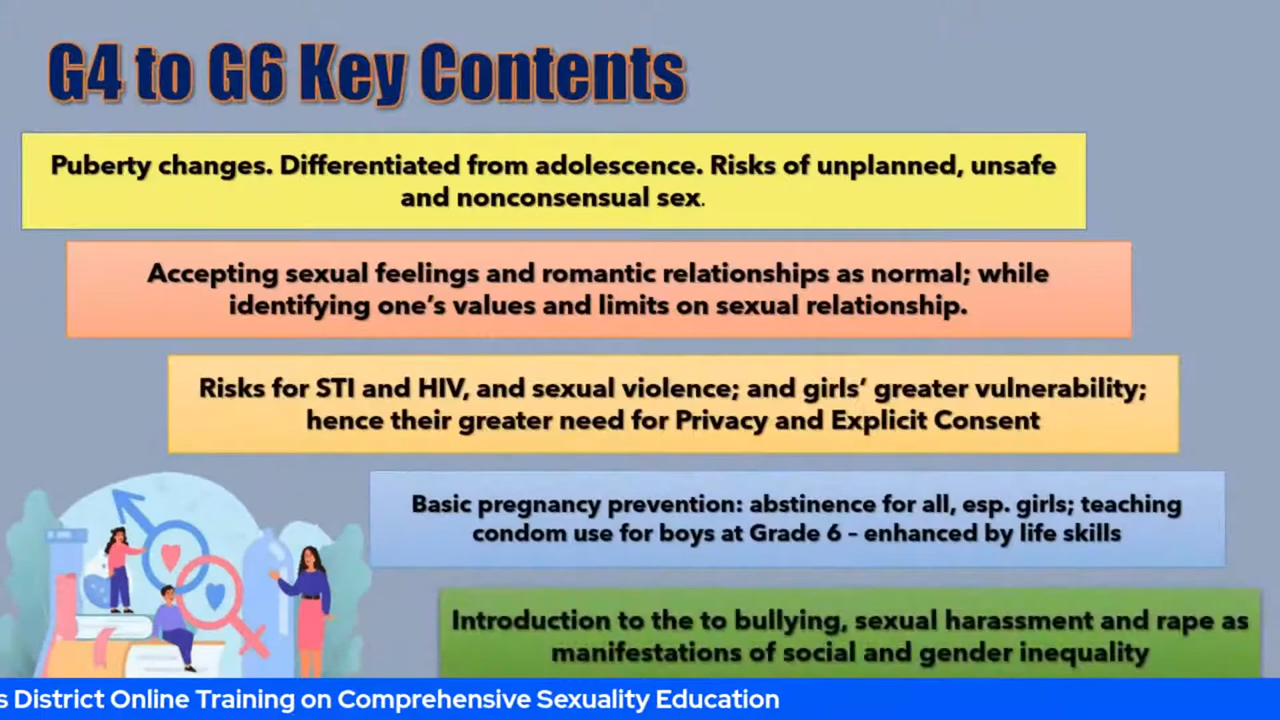 G4 to G6 Key Contents
Puberty changes. Differentiated from adolescence. Risks of unplanned, unsafe
and nonconsensual sex.
Accepting sexual feelings and romantic relationships as normal; while
identifying one's values and limits on sexual relationship.
Risks for STI and HIV, and sexual violence; and girls' greater vulnerability;
hence their greater need for Privacy and Explicit Consent
Basic pregnancy prevention: abstinence for all, esp. girls; teaching
condom use for boys at Grade 6 – enhanced by life skills
Introduction to the to bullying, sexual harassment and rape as
manifestations of social and gender inequality
s District Online Training on Comprehensive Sexuality Education